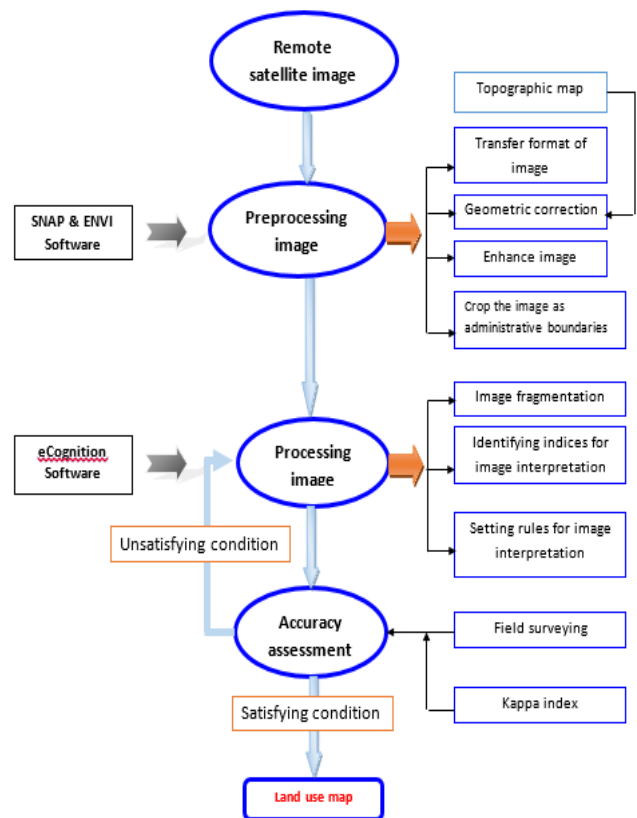 Remote
satellite image
Topographic map
Transfer format of
image
SNAP & ENVI
Software
Preprocessing
image
Geometric correction
Enhance image
Crop the image as
administrative boundaries
Image fragmentation
eCognition
Software
Processing
image
Identifying indices for
image interpretation
Unsatisfying condition
Setting rules for image
interpretation
Accuracy
assessment
Field surveying
Satisfying condition
Kappa index
Land use map